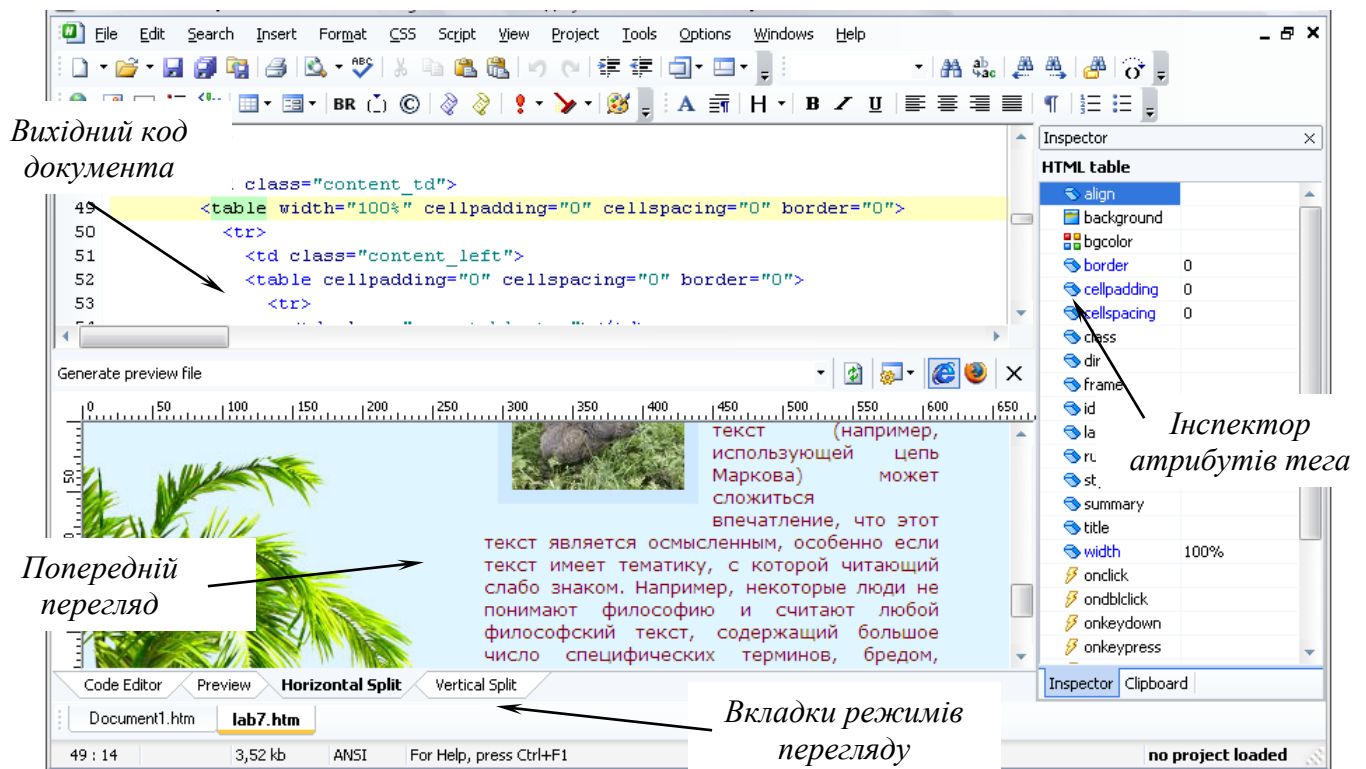 File Edit Search Insert Format CSS Script View Project Tools Options Windows Help
BR H B U A
Вихідний код
документа
class="content_td">
49 <table width="100%" cellpadding="0" cellspacing="0" border="0">
50 <tr>
51 <td class="content_left">
52 <table cellpadding="0" cellspacing="0" border="0">
53 <tr>
Inspector
HTML table
align
background
bgcolor
border 0
cellpadding 0
cellspacing 0
class
dir
frame
id
la
summary
title
width 100%
onclick
ondblclick
onkeydown
onkeypress
Inspector Clipboard
Інспектор
атрибутів тега
Generate preview file
0 50 100 150 200 250 300 350 400 450 500 550 600 650
50
текст (например,
использующей цепь
Маркова) может
сложиться
впечатление, что этот
текст является осмысленным, особенно если
текст имеет тематику, с которой читающий
слабо знаком. Например, некоторые люди не
понимают философию и считают любой
философский текст, содержащий большое
число специфических терминов, бредом,
Попередній
перегляд
Code Editor Preview Horizontal Split Vertical Split
Вкладки режимів
перегляду
Document1.htm lab7.htm
49 : 14 3,52 kb ANSI For Help, press Ctrl+F1 no project loaded